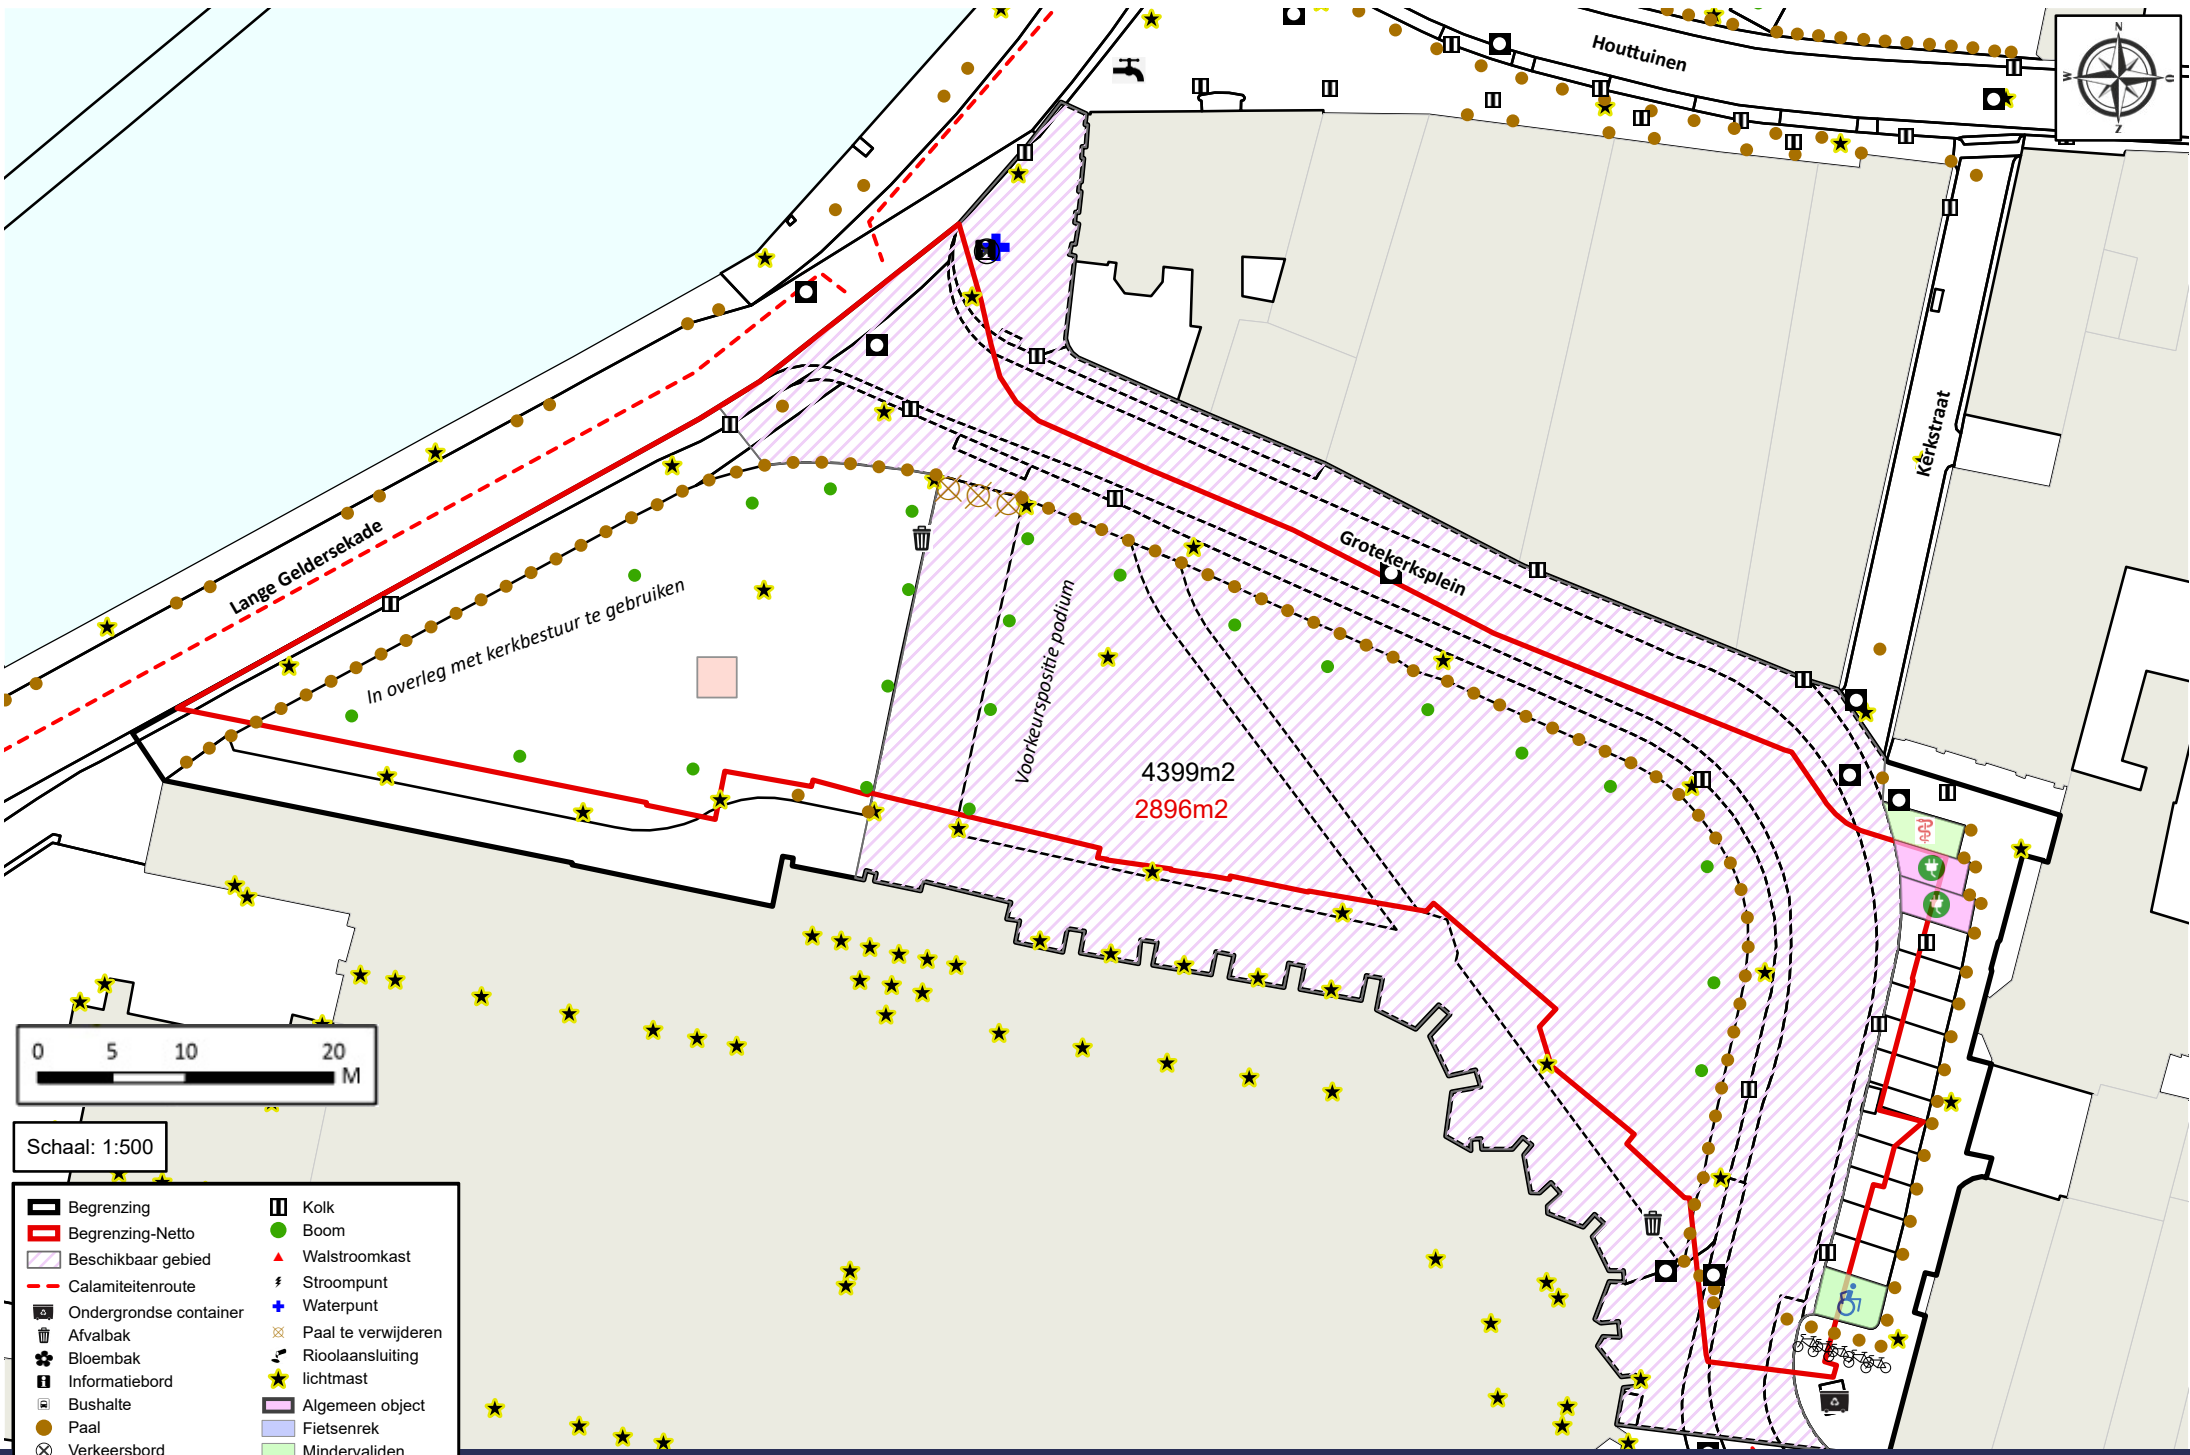 Houttuinen
N
W
O
Z
Kerkstraat
Lange Geldersekade
Grotekerksplein
In overleg met kerkbestuur te gebruiken
Voorkeurspositie podium
4399m2
2896m2
0 5 10 20
M
Schaal: 1:500
Begrenzing
Begrenzing-Netto
Beschikbaar gebied
Calamiteitenroute
Ondergrondse container
Afvalbak
Bloembak
Informatiebord
Bushalte
Paal
Verkeersbord
Kolk
Boom
Walstroomkast
Stroompunt
Waterpunt
Paal te verwijderen
Rioolaansluiting
lichtmast
Algemeen object
Fietsenrek
Mindervaliden